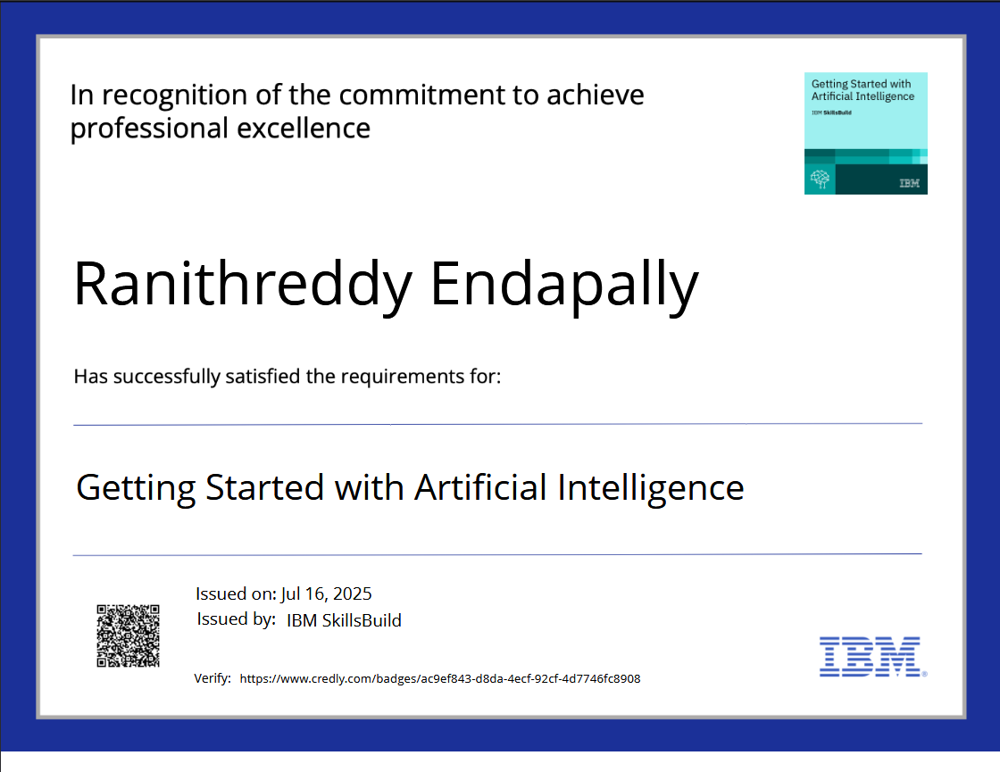 In recognition of the commitment to achieve
professional excellence
Getting Started with
Artificial Intelligence
IBM SkillsBuild
IBM
Ranithreddy Endapally
Has successfully satisfied the requirements for:
Getting Started with Artificial Intelligence
Issued on: Jul 16, 2025
Issued by: IBM SkillsBuild
IBM®
Verify: https://www.credly.com/badges/ac9ef843-d8da-4ecf-92cf-4d7746fc8908